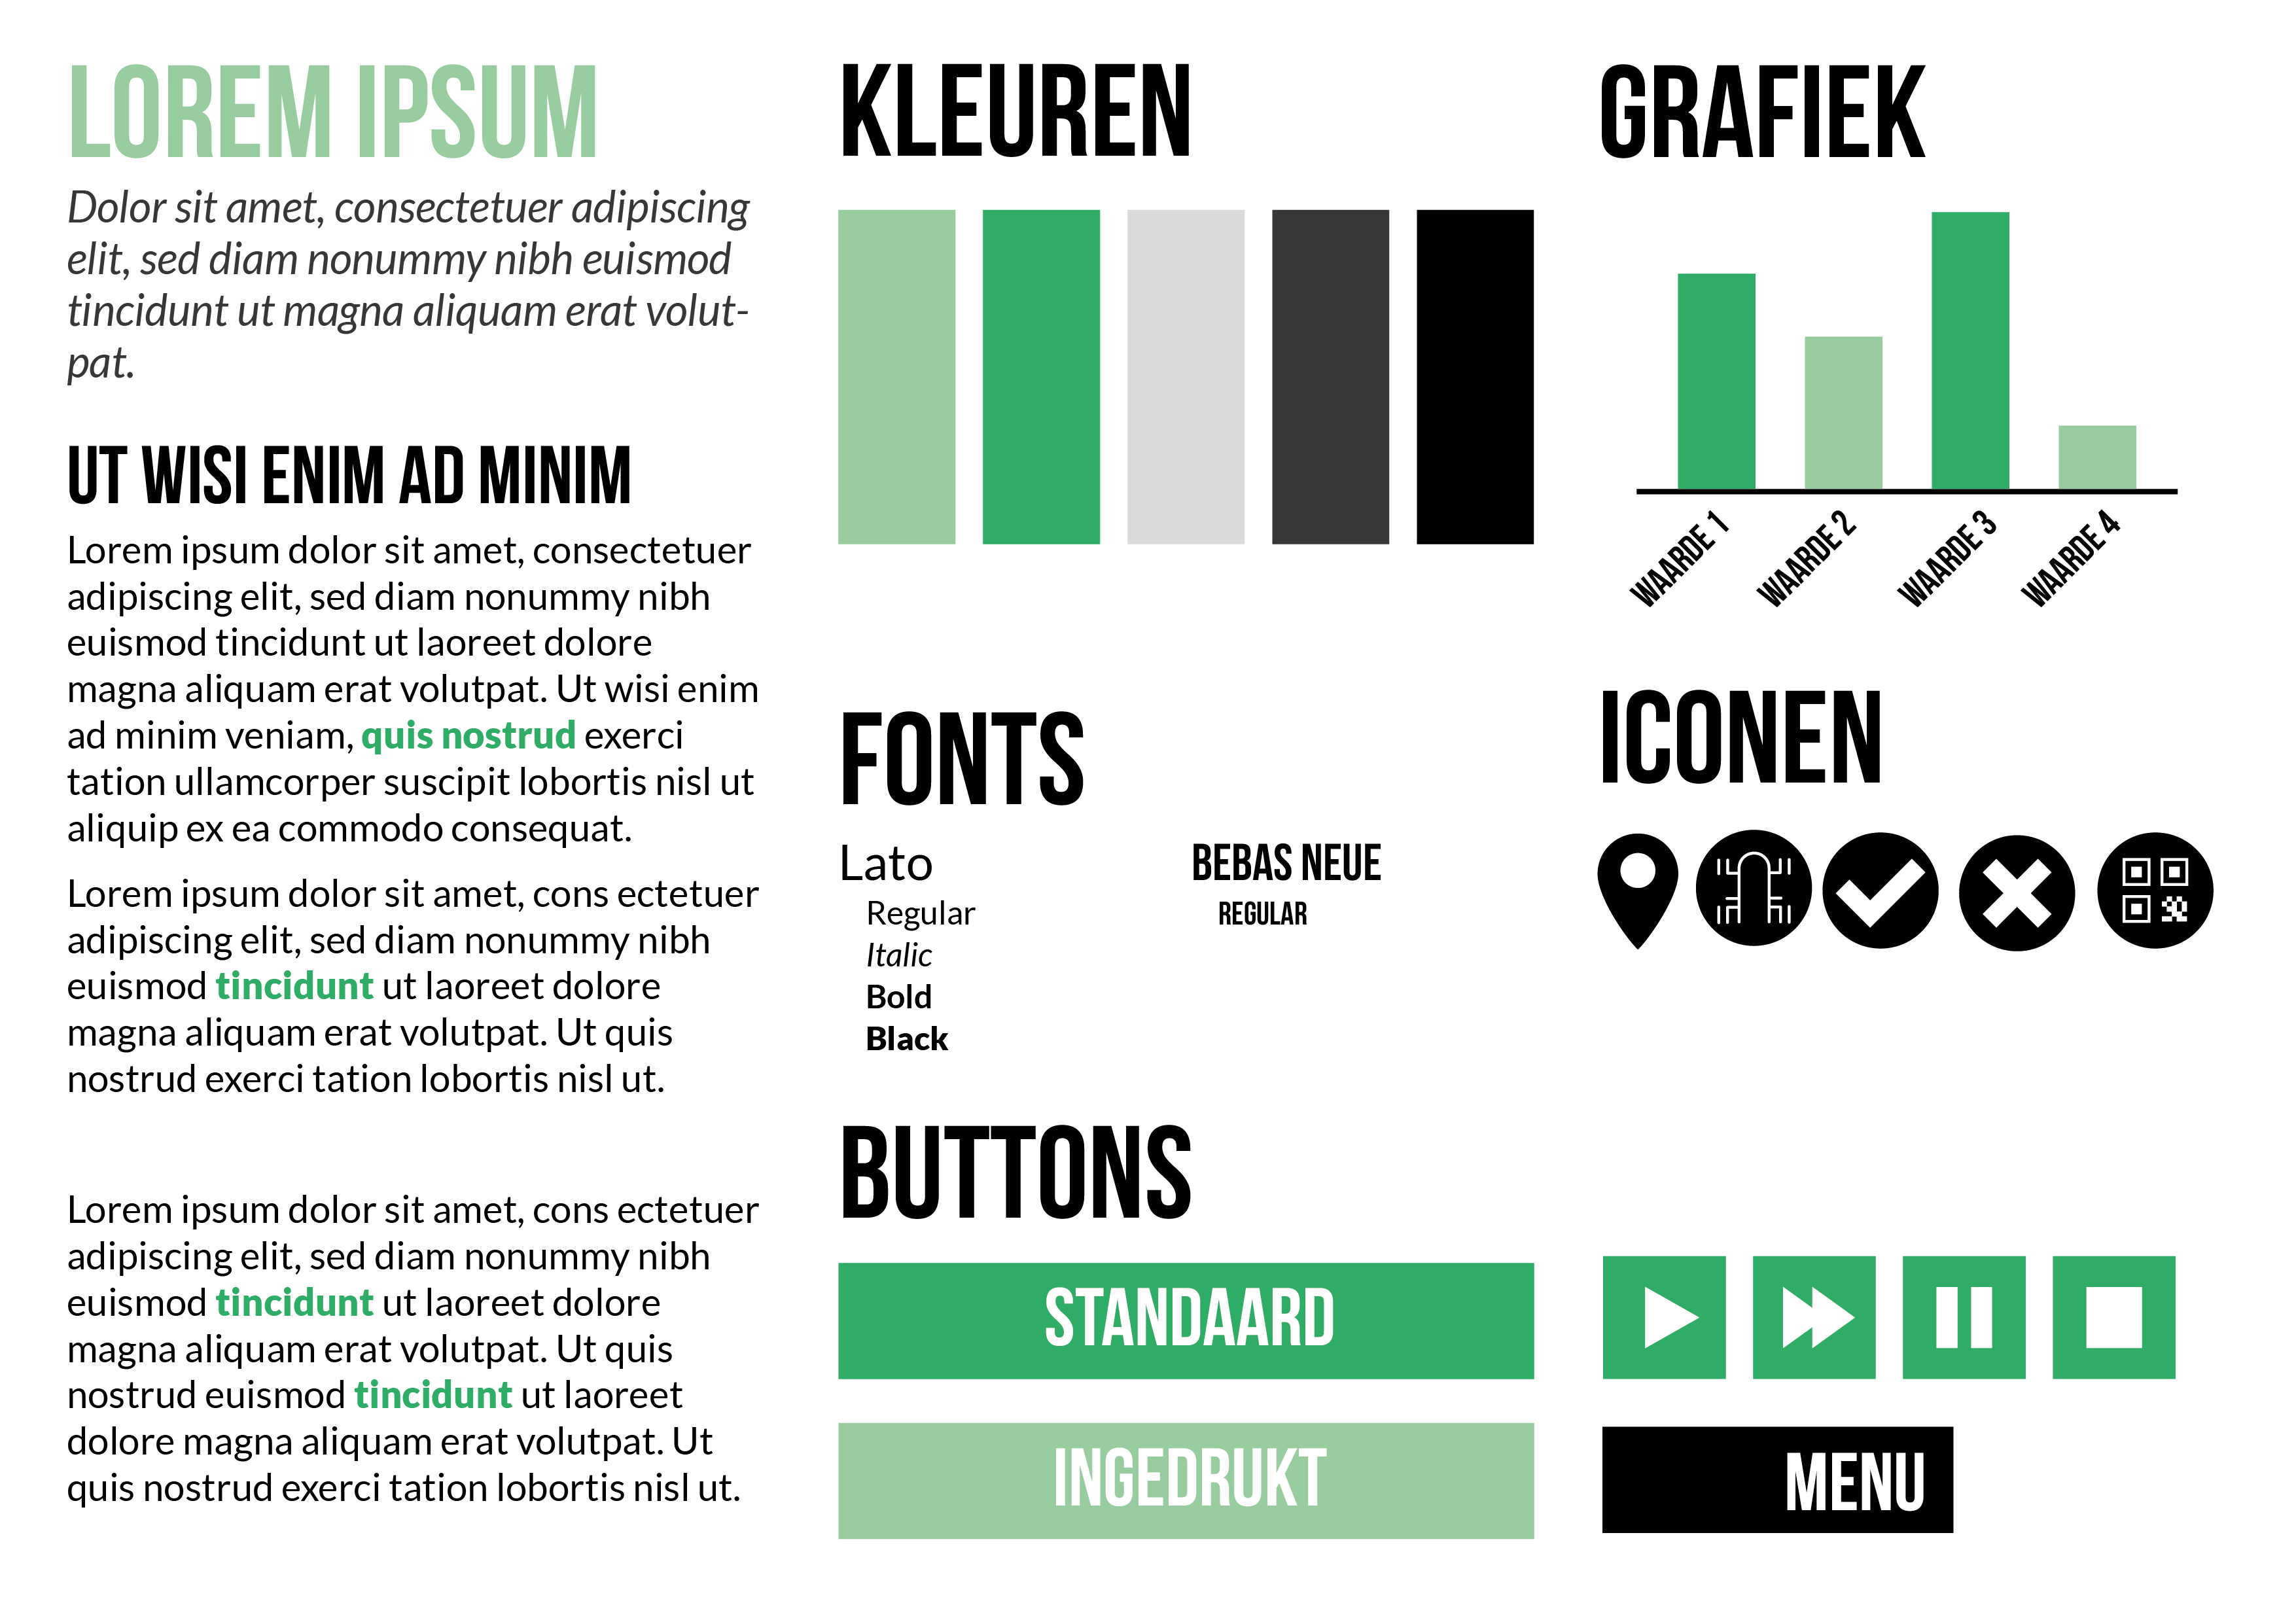 LOREM IPSUM
Dolor sit amet, consectetuer adipiscing
elit, sed diam nonummy nibh euismod
tincidunt ut magna aliquam erat volut-
pat.
UT WISI ENIM AD MINIM
Lorem ipsum dolor sit amet, consectetuer
adipiscing elit, sed diam nonummy nibh
euismod tincidunt ut laoreet dolore
magna aliquam erat volutpat. Ut wisi enim
ad minim veniam, quis nostrud exerci
tation ullamcorper suscipit lobortis nisl ut
aliquip ex ea commodo consequat.
Lorem ipsum dolor sit amet, cons ectetuer
adipiscing elit, sed diam nonummy nibh
euismod tincidunt ut laoreet dolore
magna aliquam erat volutpat. Ut quis
nostrud exerci tation lobortis nisl ut.
Lorem ipsum dolor sit amet, cons ectetuer
adipiscing elit, sed diam nonummy nibh
euismod tincidunt ut laoreet dolore
magna aliquam erat volutpat. Ut quis
nostrud euismod tincidunt ut laoreet
dolore magna aliquam erat volutpat. Ut
quis nostrud exerci tation lobortis nisl ut.
KLEUREN
FONTS
Lato
Regular
Italic
Bold
Black
BEBAS NEUE
REGULAR
BUTTONS
STANDAARD
INGEDRUKT
GRAFIEK
WAARDE 1
WAARDE 2
WAARDE 3
WAARDE 4
ICONEN
MENU